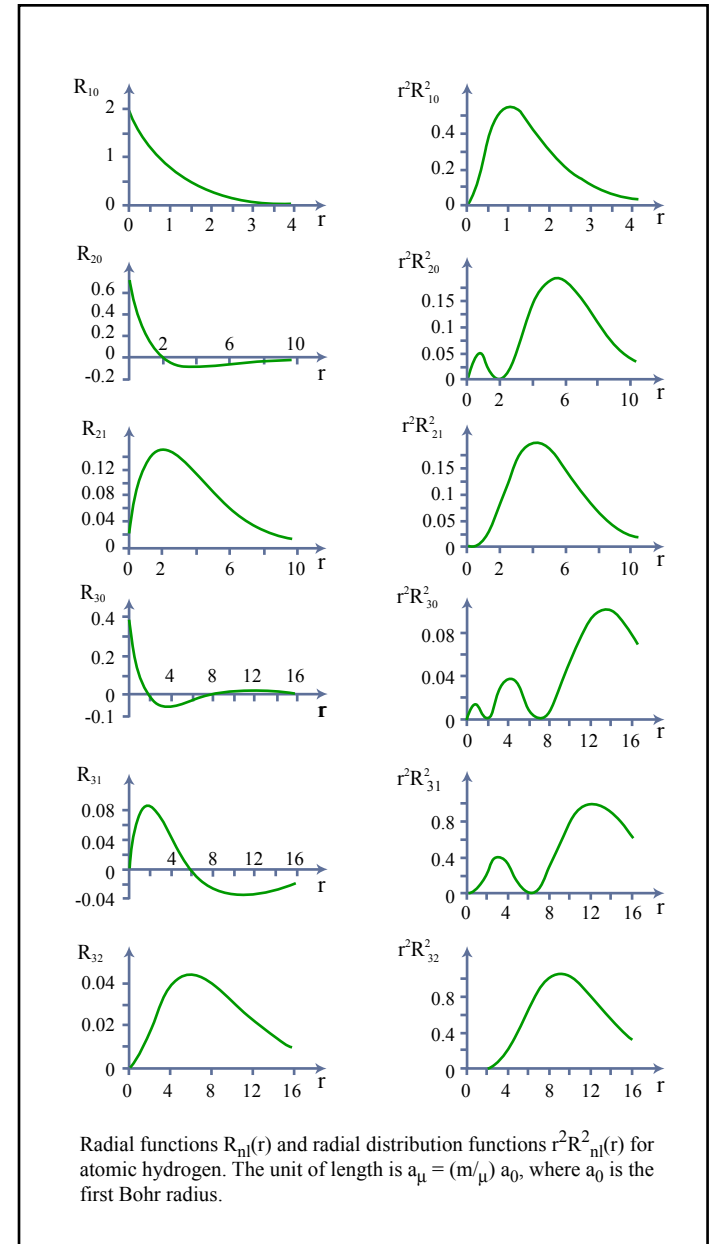 R₁₀
2
1
0
0 1 2 3 4 r
r²R²₁₀
0.4
0.2
0
0 1 2 3 4 r
R₂₀
0.6
0.4
0.2
0
-0.2
2 6 10
r
r²R²₂₀
0.15
0.1
0.05
0
0 2 6 10 r
R₂₁
0.12
0.08
0.04
0
0 2 6 10 r
r²R²₂₁
0.15
0.1
0.05
0
0 2 6 10 r
R₃₀
0.4
0.2
0
-0.1
4 8 12 16
r
r²R²₃₀
0.08
0.04
0
0 4 8 12 16 r
R₃₁
0.08
0.04
0
-0.04
4 8 12 16
r
r²R²₃₁
0.8
0.4
0
0 4 8 12 16 r
R₃₂
0.04
0.02
0
0 4 8 12 16 r
r²R²₃₂
0.8
0.4
0
0 4 8 12 16 r
Radial functions Rₙₗ(r) and radial distribution functions r²R²ₙₗ(r) for
atomic hydrogen. The unit of length is a_μ = (m/μ) a₀, where a₀ is the
first Bohr radius.